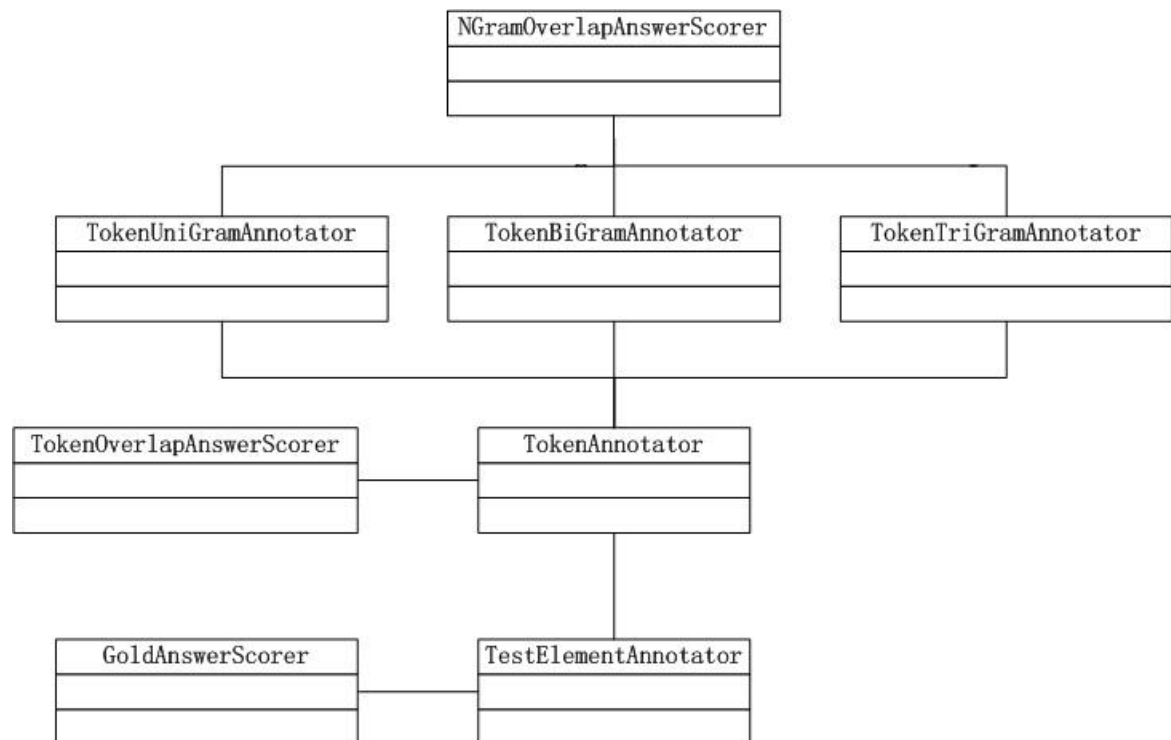 NGramOverlapAnswerScorer
TokenUniGramAnnotator
TokenBiGramAnnotator
TokenTriGramAnnotator
TokenOverlapAnswerScorer
TokenAnnotator
GoldAnswerScorer
TestElementAnnotator